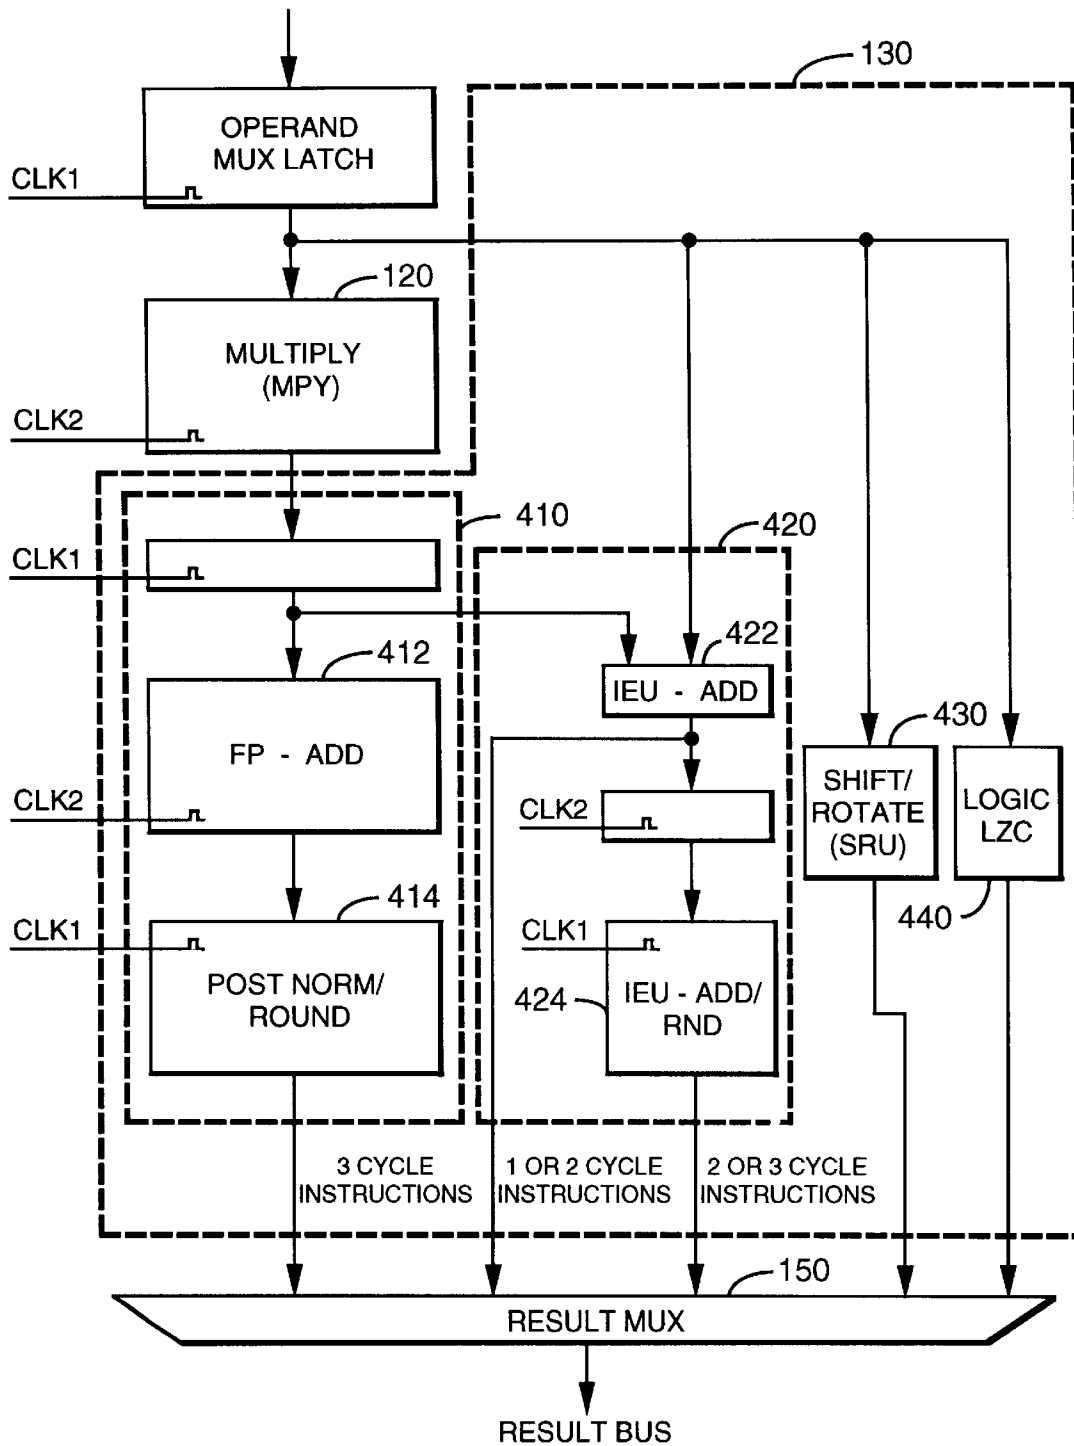 130
OPERAND
MUX LATCH
CLK1
120
MULTIPLY
(MPY)
CLK2
410
420
CLK1
412
422
IEU - ADD
FP - ADD
430
SHIFT/
ROTATE
(SRU)
LOGIC
LZC
CLK2
CLK2
414
440
CLK1
CLK1
POST NORM/
ROUND
424
IEU - ADD/
RND
3 CYCLE
INSTRUCTIONS
1 OR 2 CYCLE
INSTRUCTIONS
2 OR 3 CYCLE
INSTRUCTIONS
150
RESULT MUX
RESULT BUS